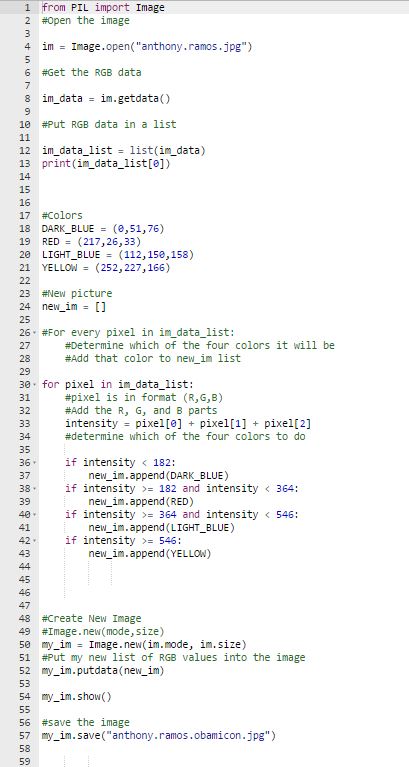 1 from PIL import Image
2 #Open the image
3
4 im = Image.open("anthony.ramos.jpg")
5
6 #Get the RGB data
7
8 im_data = im.getdata()
9
10 #Put RGB data in a list
11
12 im_data_list = list(im_data)
13 print(im_data_list[0])
14
15
16
17 #Colors
18 DARK_BLUE = (0,51,76)
19 RED = (217,26,33)
20 LIGHT_BLUE = (112,150,158)
21 YELLOW = (252,227,166)
22
23 #New picture
24 new_im = []
25
26 #For every pixel in im_data_list:
27     #Determine which of the four colors it will be
28     #Add that color to new_im list
29
30 for pixel in im_data_list:
31     #pixel is in format (R,G,B)
32     #Add the R, G, and B parts
33     intensity = pixel[0] + pixel[1] + pixel[2]
34     #determine which of the four colors to do
35
36     if intensity < 182:
37         new_im.append(DARK_BLUE)
38     if intensity >= 182 and intensity < 364:
39         new_im.append(RED)
40     if intensity >= 364 and intensity < 546:
41         new_im.append(LIGHT_BLUE)
42     if intensity >= 546:
43         new_im.append(YELLOW)
44
45
46
47
48 #Create New Image
49 #Image.new(mode,size)
50 my_im = Image.new(im.mode, im.size)
51 #Put my new list of RGB values into the image
52 my_im.putdata(new_im)
53
54 my_im.show()
55
56 #save the image
57 my_im.save("anthony.ramos.obamicon.jpg")
58
59